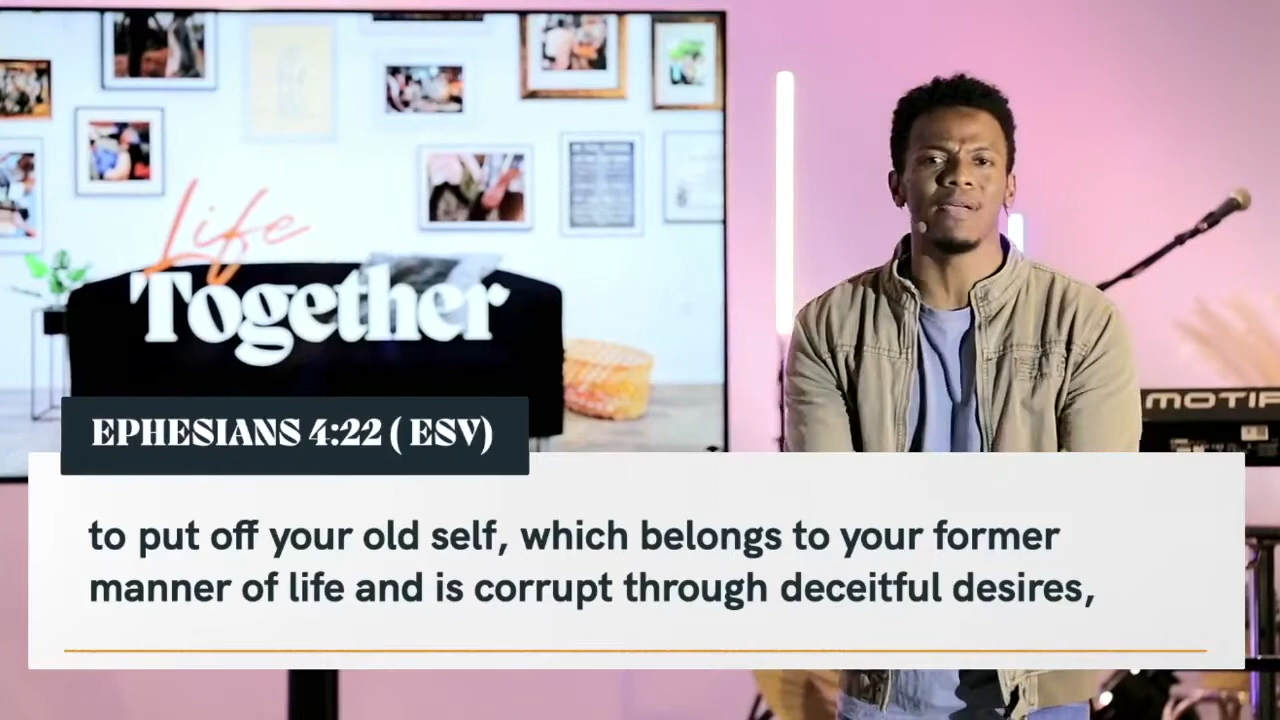 Life
Together
EPHESIANS 4:22 ( ESV)
to put off your old self, which belongs to your former
manner of life and is corrupt through deceitful desires,
MOTIF